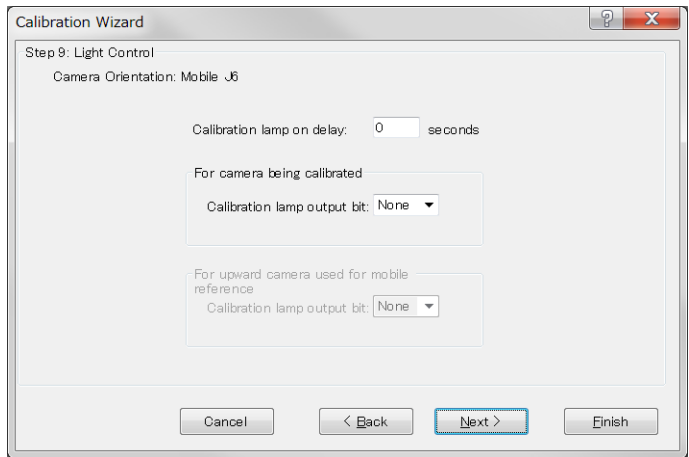 Calibration Wizard
Step 9: Light Control
Camera Orientation: Mobile J6
Calibration lamp on delay: 0 seconds
For camera being calibrated
Calibration lamp output bit: None
For upward camera used for mobile
reference
Calibration lamp output bit: None
Cancel < Back Next > Finish